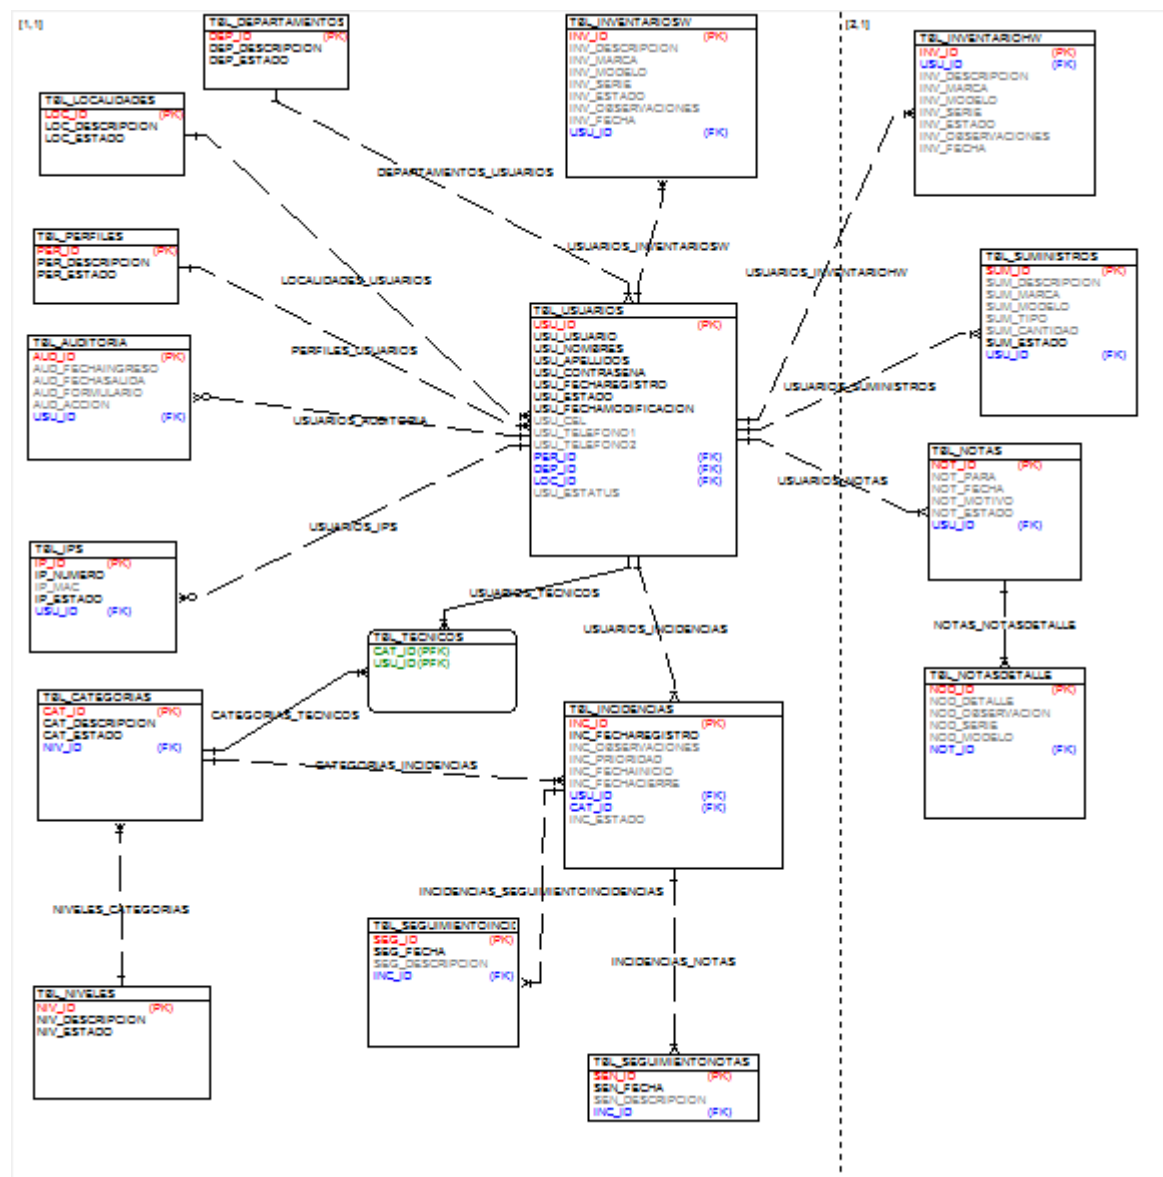 [1,1]
[2,1]
TBL_DEPARTAMENTOS
DEP_ID (PK)
DEP_DESCRIPCION
DEP_ESTADO
TBL_INVENTARIOSW
INV_ID (PK)
INV_DESCRIPCION
INV_MARCA
INV_MODELO
INV_SERIE
INV_ESTADO
INV_OBSERVACIONES
INV_FECHA
USU_ID (FK)
TBL_INVENTARIOHW
INV_ID (PK)
USU_ID (FK)
INV_DESCRIPCION
INV_MARCA
INV_MODELO
INV_SERIE
INV_ESTADO
INV_OBSERVACIONES
INV_FECHA
TBL_LOCALIDADES
LOC_ID (PK)
LOC_DESCRIPCION
LOC_ESTADO
DEPARTAMENTOS_USUARIOS
TBL_PERFILES
PER_ID (PK)
PER_DESCRIPCION
PER_ESTADO
USUARIOS_INVENTARIOSW
USUARIOS_INVENTARIOHW
LOCALIDADES_USUARIOS
TBL_SUMINISTROS
SUM_ID (PK)
SUM_DESCRIPCION
SUM_MARCA
SUM_MODELO
SUM_TIPO
SUM_CANTIDAD
SUM_ESTADO
USU_ID (FK)
TBL_USUARIOS
USU_ID (PK)
USU_USUARIO
USU_NOMBRES
USU_APELLIDOS
USU_CONTRASENA
USU_FECHAREGISTRO
USU_ESTADO
USU_FECHAMODIFICACION
USU_CEL
USU_TELEFONO1
USU_TELEFONO2
PER_ID (FK)
DEP_ID (FK)
LOC_ID (FK)
USU_ESTATUS
TBL_AUDITORIA
AUD_ID (PK)
AUD_FECHAINGRESO
AUD_FECHASALIDA
AUD_FORMULARIO
AUD_ACCION
USU_ID (FK)
PERFILES_USUARIOS
USUARIOS_SUMINISTROS
USUARIOS_AUDITORIA
TBL_NOTAS
NOT_ID (PK)
NOT_PARA
NOT_FECHA
NOT_MOTIVO
NOT_ESTADO
USU_ID (FK)
USUARIOS_NOTAS
USUARIOS_IPS
TBL_IPS
IP_ID (PK)
IP_NUMERO
IP_MAC
IP_ESTADO
USU_ID (FK)
USUARIOS_TECNICOS
USUARIOS_INCIDENCIAS
NOTAS_NOTASDETALLE
TBL_TECNICOS
CAT_ID(PFK)
USU_ID(PFK)
TBL_NOTASDETALLE
NOD_ID (PK)
NOD_DETALLE
NOD_OBSERVACION
NOD_SERIE
NOD_MODELO
NOT_ID (FK)
TBL_CATEGORIAS
CAT_ID (PK)
CAT_DESCRIPCION
CAT_ESTADO
NIV_ID (FK)
CATEGORIAS_TECNICOS
TBL_INCIDENCIAS
INC_ID (PK)
INC_FECHAREGISTRO
INC_OBSERVACIONES
INC_PRIORIDAD
INC_FECHAINICIO
INC_FECHACIERRE
USU_ID (FK)
CAT_ID (FK)
INC_ESTADO
CATEGORIAS_INCIDENCIAS
INCIDENCIAS_SEGUIMIENTOINCIDENCIAS
NIVELES_CATEGORIAS
TBL_SEGUIMIENTOINCI
SEG_ID (PK)
SEG_FECHA
SEG_DESCRIPCION
INC_ID (FK)
INCIDENCIAS_NOTAS
TBL_NIVELES
NIV_ID (PK)
NIV_DESCRIPCION
NIV_ESTADO
TBL_SEGUIMIENTONOTAS
SEN_ID (PK)
SEN_FECHA
SEN_DESCRIPCION
INC_ID (FK)